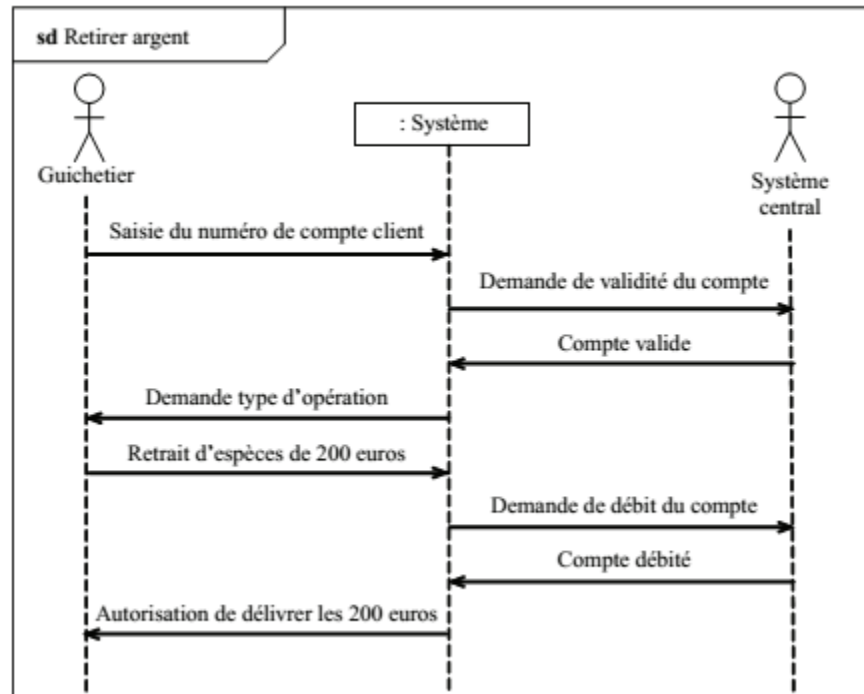 sd Retirer argent
: Système
Guichetier
Système
central
Saisie du numéro de compte client
Demande de validité du compte
Compte valide
Demande type d’opération
Retrait d’espèces de 200 euros
Demande de débit du compte
Compte débité
Autorisation de délivrer les 200 euros